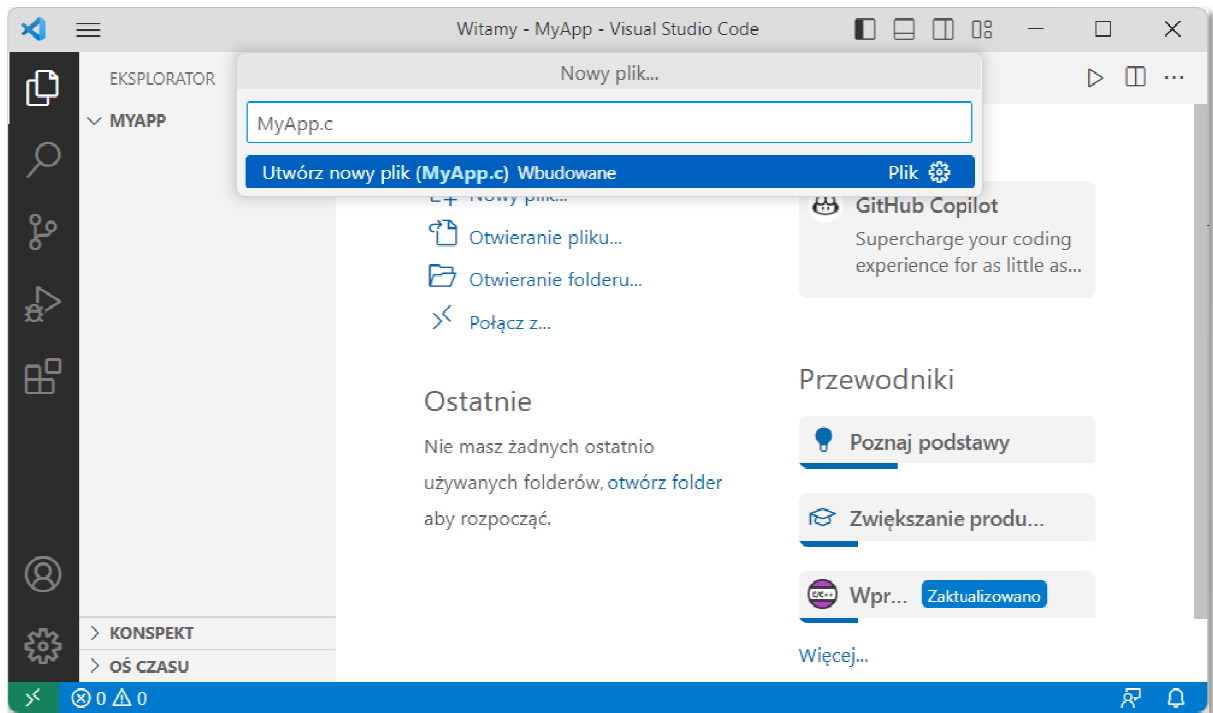 Witamy - MyApp - Visual Studio Code
EKSPLORATOR
MYAPP
Nowy plik...
MyApp.c
Utwórz nowy plik (MyApp.c) Wbudowane Plik
Nowy plik...
Otwieranie pliku...
Otwieranie folderu...
Połącz z...
Ostatnie
Nie masz żadnych ostatnio
używanych folderów, otwórz folder
aby rozpocząć.
GitHub Copilot
Supercharge your coding
experience for as little as...
Przewodniki
Poznaj podstawy
Zwiększanie produ...
C/C++ Wpr... Zaktualizowano
Więcej...
KONSPEKT
OŚ CZASU
0 0